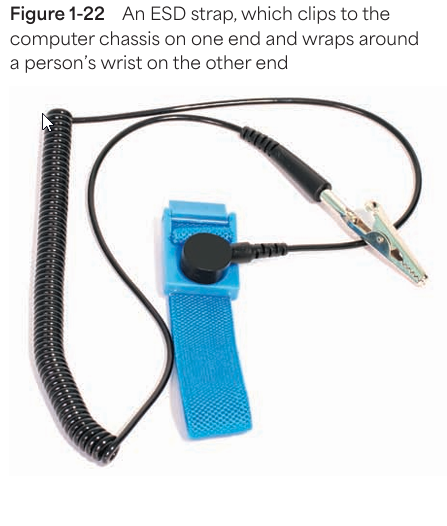 Figure 1-22 An ESD strap, which clips to the
computer chassis on one end and wraps around
a person's wrist on the other end